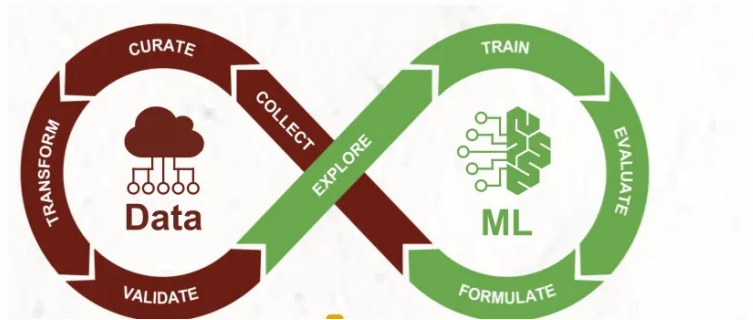 CURATE
COLLECT
TRANSFORM
Data
VALIDATE
EXPLORE
TRAIN
EVALUATE
ML
FORMULATE